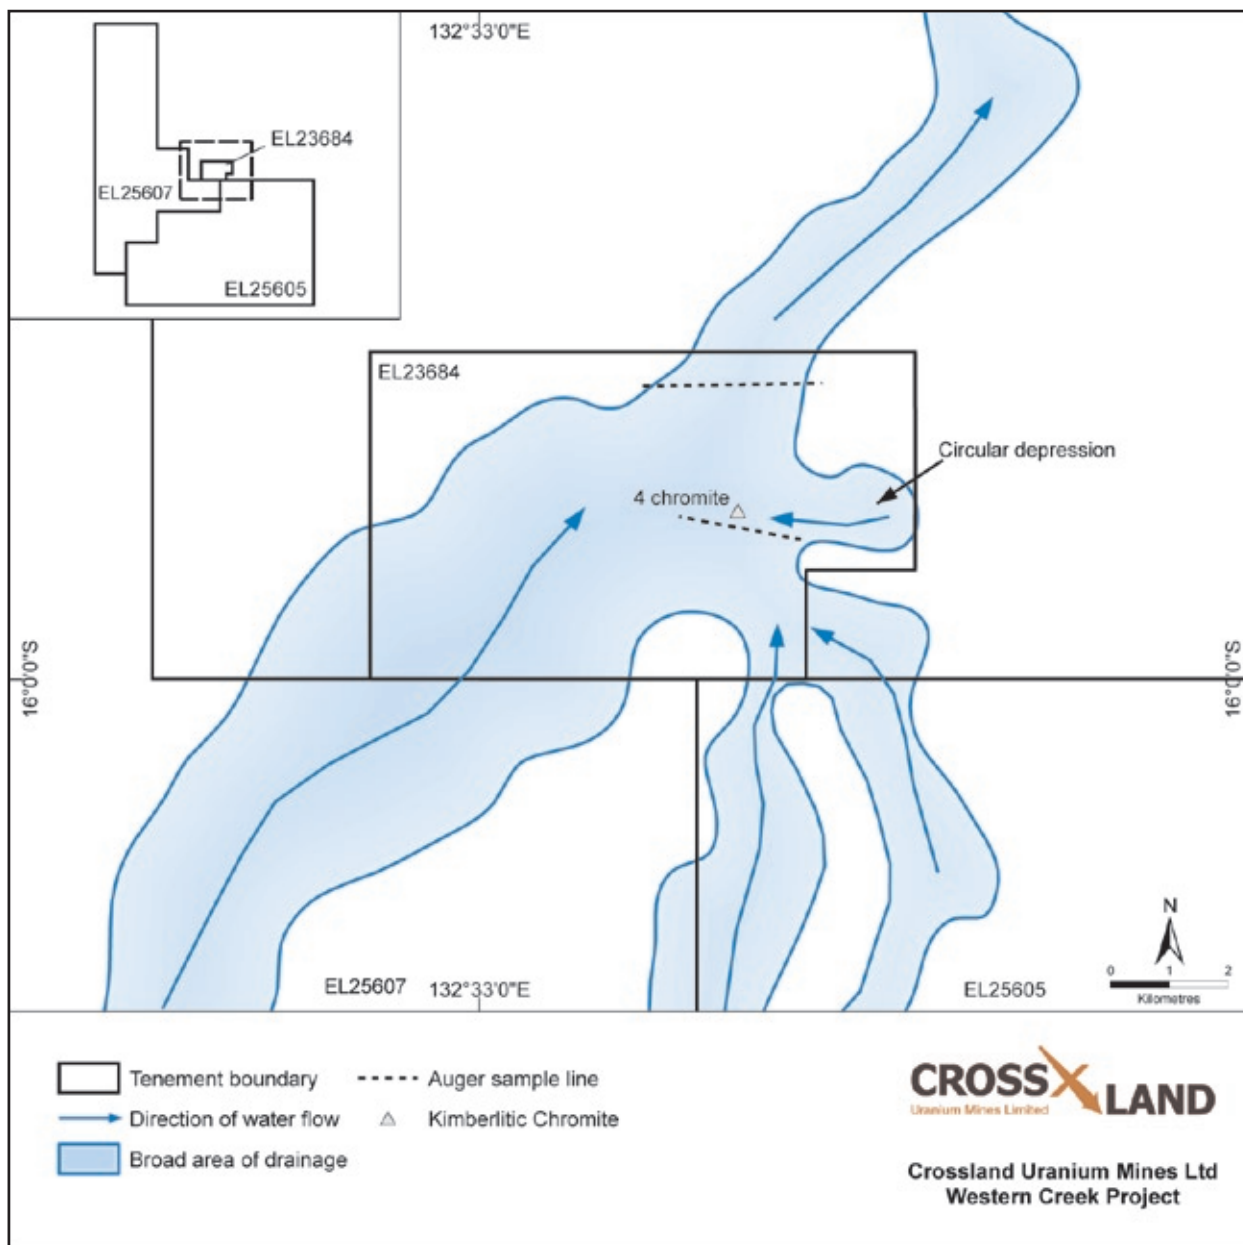 132°33'0"E
EL23684
EL25607
EL25605
EL23684
Circular depression
4 chromite
16°0'0"S
16°0'0"S
N
0 1 2
Kilometres
EL25607
132°33'0"E
EL25605
Tenement boundary
Auger sample line
Direction of water flow
Kimberlitic Chromite
Broad area of drainage
CROSSXLAND
Uranium Mines Limited
Crossland Uranium Mines Ltd
Western Creek Project